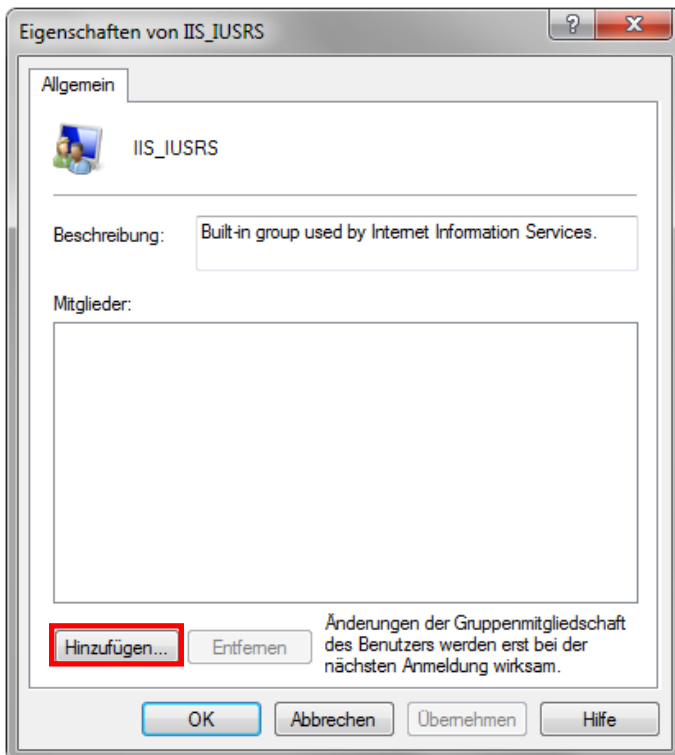 Eigenschaften von IIS_IUSRS
?
X
Allgemein
IIS_IUSRS
Beschreibung:
Built-in group used by Internet Information Services.
Mitglieder:
Hinzufügen...
Entfernen
Änderungen der Gruppenmitgliedschaft
des Benutzers werden erst bei der
nächsten Anmeldung wirksam.
OK
Abbrechen
Übernehmen
Hilfe